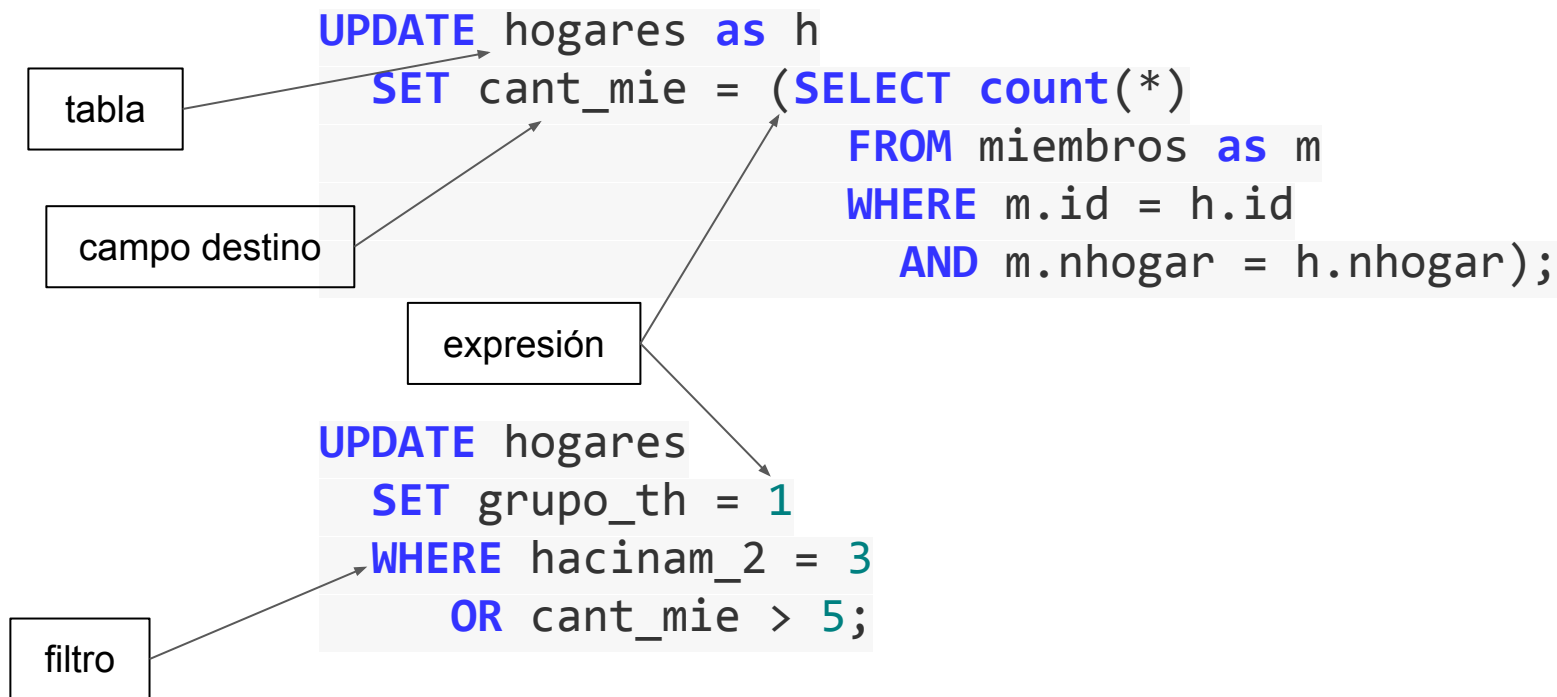 UPDATE hogares as h
tabla
SET cant_mie = (SELECT count(*)
FROM miembros as m
WHERE m.id = h.id
campo destino
AND m.nhogar = h.nhogar);
expresión
UPDATE hogares
SET grupo_th = 1
WHERE hacinam_2 = 3
OR cant_mie > 5;
filtro